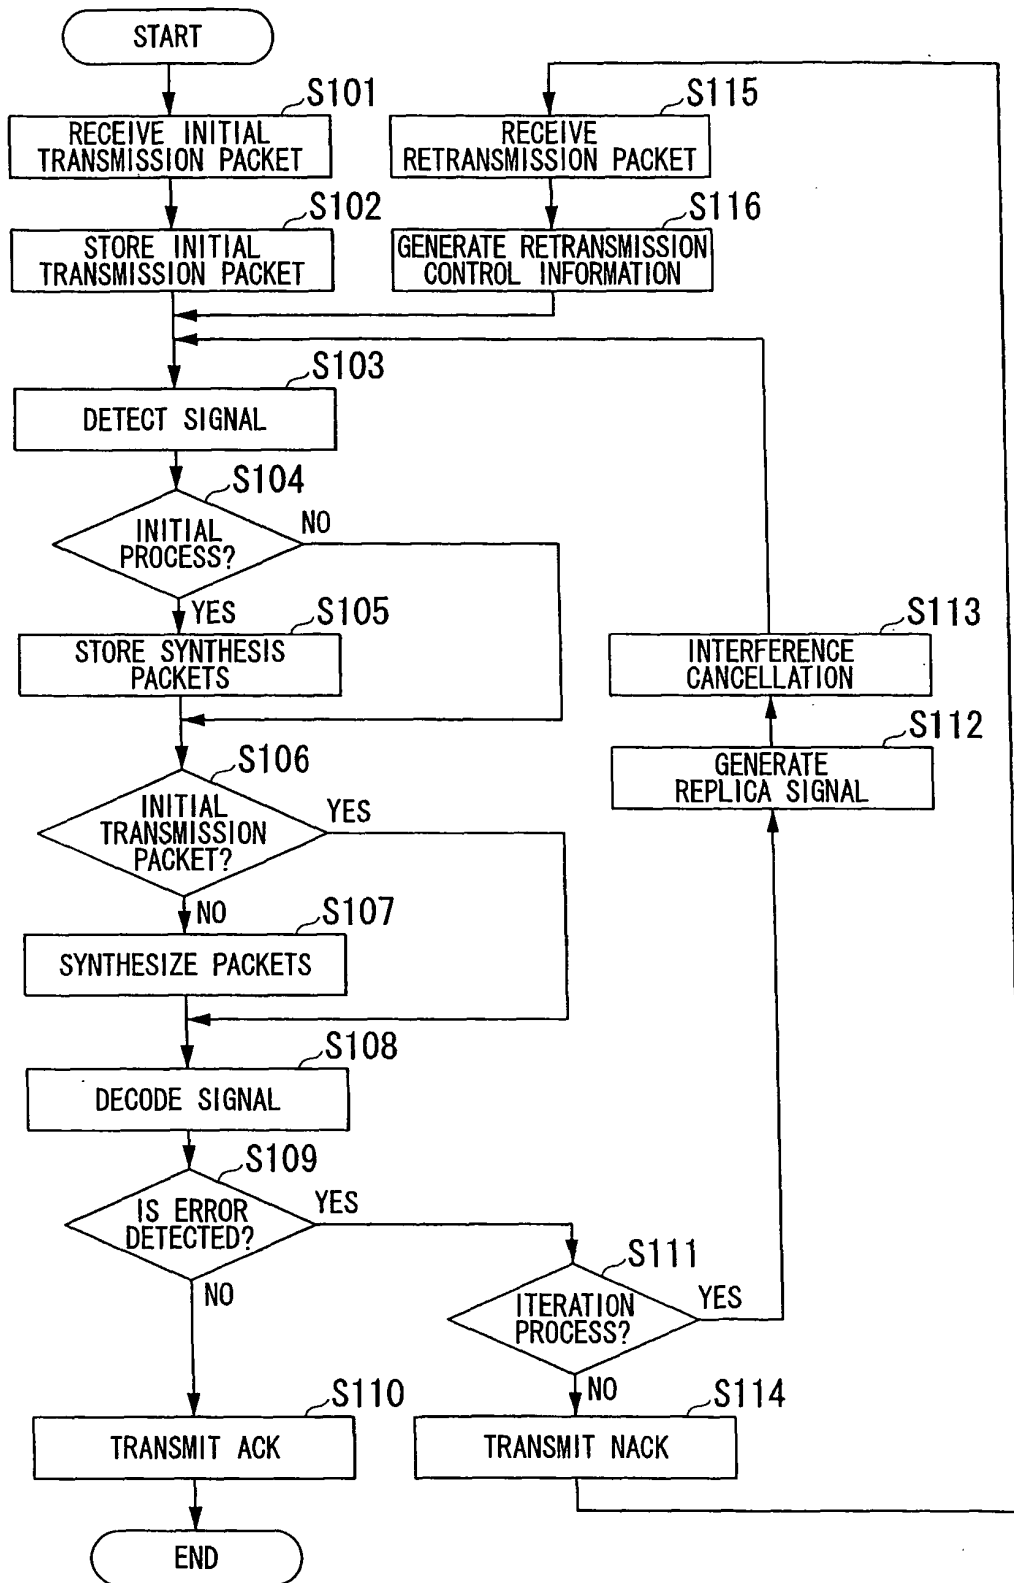 START
S101
RECEIVE INITIAL
TRANSMISSION PACKET
S115
RECEIVE
RETRANSMISSION PACKET
S102
STORE INITIAL
TRANSMISSION PACKET
S116
GENERATE RETRANSMISSION
CONTROL INFORMATION
S103
DETECT SIGNAL
S104
INITIAL
PROCESS?
NO
YES
S105
STORE SYNTHESIS
PACKETS
S113
INTERFERENCE
CANCELLATION
S112
GENERATE
REPLICA SIGNAL
S106
INITIAL
TRANSMISSION
PACKET?
YES
NO
S107
SYNTHESIZE PACKETS
S108
DECODE SIGNAL
S109
IS ERROR
DETECTED?
YES
NO
S111
ITERATION
PROCESS?
YES
NO
S110
TRANSMIT ACK
S114
TRANSMIT NACK
END